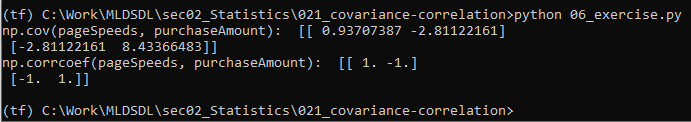 (tf) C:\Work\MLDSDL\sec02_Statistics\021_covariance-correlation>python 06_exercise.py
np.cov(pageSpeeds, purchaseAmount):  [[ 0.93707387 -2.81122161]
 [-2.81122161  8.43366483]]
np.corrcoef(pageSpeeds, purchaseAmount):  [[ 1. -1.]
 [-1.  1.]]
(tf) C:\Work\MLDSDL\sec02_Statistics\021_covariance-correlation>